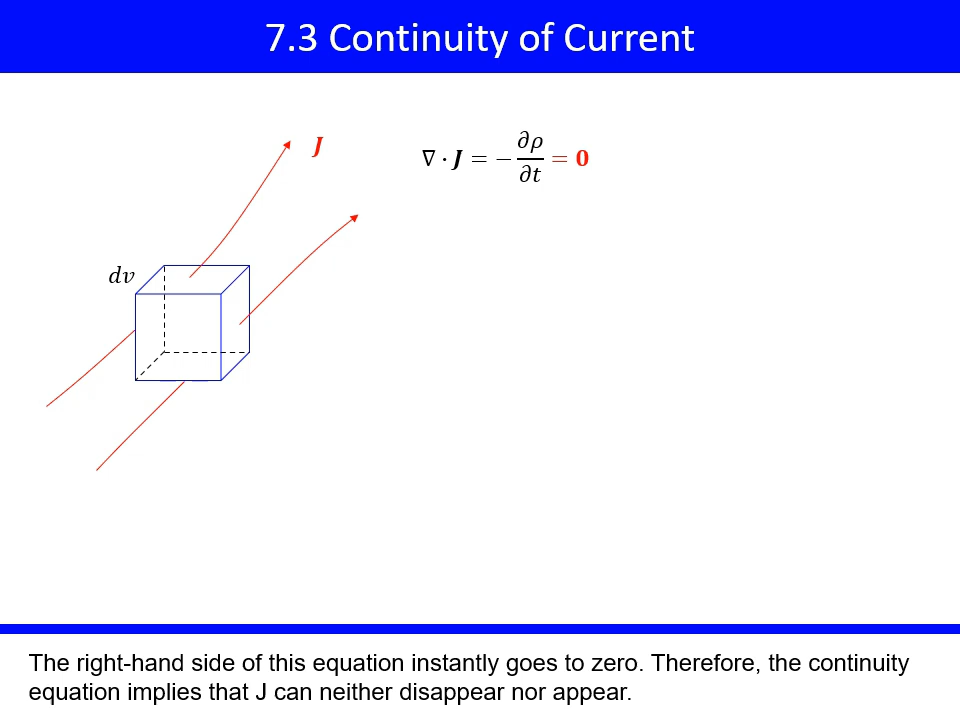 7.3 Continuity of Current
J
∇ · J = − ∂ρ/∂t = 0
dv
The right-hand side of this equation instantly goes to zero. Therefore, the continuity
equation implies that J can neither disappear nor appear.